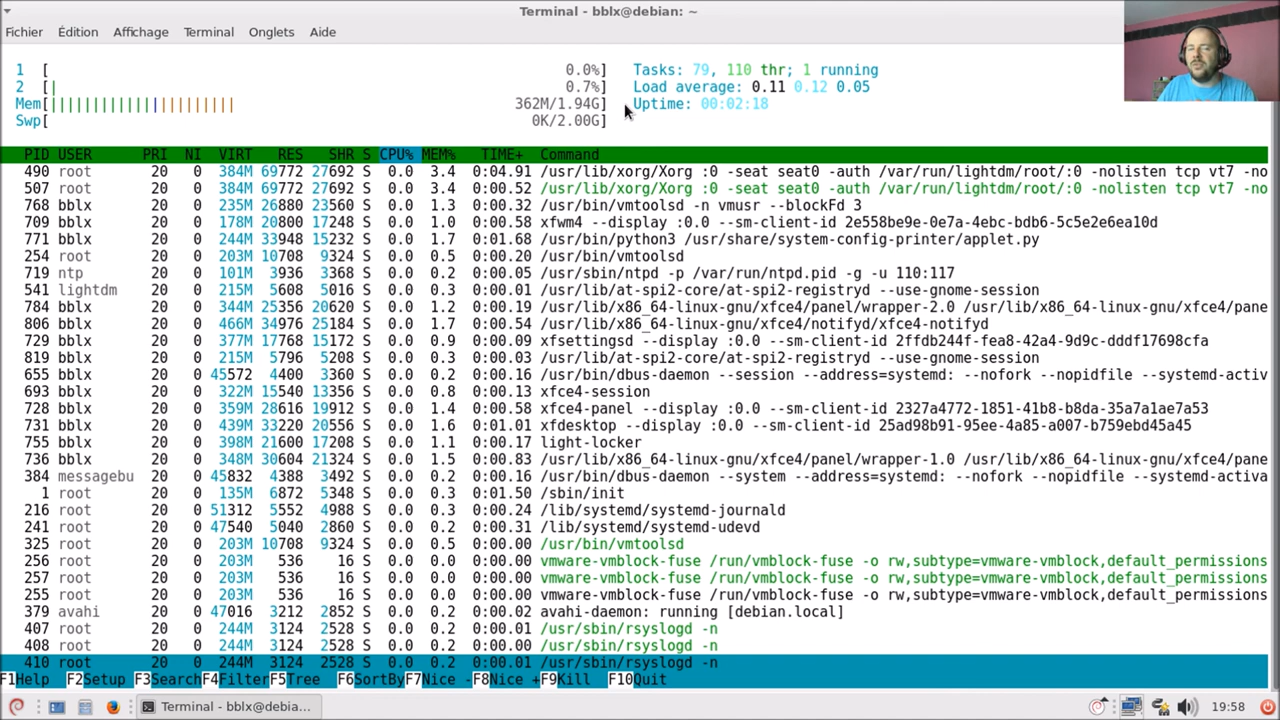 Terminal - bblx@debian: ~
Fichier Édition Affichage Terminal Onglets Aide
1 [ 0.0%] Tasks: 79, 110 thr; 1 running
2 [| 0.7%] Load average: 0.11 0.12 0.05
Mem[||||||||||||||||||||||| 362M/1.94G] Uptime: 00:02:18
Swp[ 0K/2.00G]
PID USER PRI NI VIRT RES SHR S CPU% MEM% TIME+ Command
490 root 20 0 384M 69772 27692 S 0.0 3.4 0:04.91 /usr/lib/xorg/Xorg :0 -seat seat0 -auth /var/run/lightdm/root/:0 -nolisten tcp vt7 -no
507 root 20 0 384M 69772 27692 S 0.0 3.4 0:00.52 /usr/lib/xorg/Xorg :0 -seat seat0 -auth /var/run/lightdm/root/:0 -nolisten tcp vt7 -no
768 bblx 20 0 235M 26880 23560 S 0.0 1.3 0:00.32 /usr/bin/vmtoolsd -n vmusr --blockFd 3
709 bblx 20 0 178M 20800 17248 S 0.0 1.0 0:00.58 xfwm4 --display :0.0 --sm-client-id 2e558be9e-0e7a-4ebc-bdb6-5c5e2e6ea10d
771 bblx 20 0 244M 33948 15232 S 0.0 1.7 0:01.68 /usr/bin/python3 /usr/share/system-config-printer/applet.py
254 root 20 0 203M 10708 9324 S 0.0 0.5 0:00.20 /usr/bin/vmtoolsd
719 ntp 20 0 101M 3936 3368 S 0.0 0.2 0:00.05 /usr/sbin/ntpd -p /var/run/ntpd.pid -g -u 110:117
541 lightdm 20 0 215M 5608 5016 S 0.0 0.3 0:00.01 /usr/lib/at-spi2-core/at-spi2-registryd --use-gnome-session
784 bblx 20 0 344M 25356 20620 S 0.0 1.2 0:00.19 /usr/lib/x86_64-linux-gnu/xfce4/panel/wrapper-2.0 /usr/lib/x86_64-linux-gnu/xfce4/pane
806 bblx 20 0 466M 34976 25184 S 0.0 1.7 0:00.54 /usr/lib/x86_64-linux-gnu/xfce4/notifyd/xfce4-notifyd
729 bblx 20 0 377M 17768 15172 S 0.0 0.9 0:00.09 xfsettingsd --display :0.0 --sm-client-id 2ffdb244f-fea8-42a4-9d9c-dddf17698cfa
819 bblx 20 0 215M 5796 5208 S 0.0 0.3 0:00.03 /usr/lib/at-spi2-core/at-spi2-registryd --use-gnome-session
655 bblx 20 0 45572 4400 3360 S 0.0 0.2 0:00.16 /usr/bin/dbus-daemon --session --address=systemd: --nofork --nopidfile --systemd-activ
693 bblx 20 0 322M 15540 13356 S 0.0 0.8 0:00.13 xfce4-session
728 bblx 20 0 359M 28616 19912 S 0.0 1.4 0:00.58 xfce4-panel --display :0.0 --sm-client-id 2327a4772-1851-41b8-b8da-35a7a1ae7a53
731 bblx 20 0 439M 33220 20556 S 0.0 1.6 0:01.01 xfdesktop --display :0.0 --sm-client-id 25ad98b91-95ee-4a85-a007-b759ebd45a45
755 bblx 20 0 398M 21600 17208 S 0.0 1.1 0:00.17 light-locker
736 bblx 20 0 348M 30604 21324 S 0.0 1.5 0:00.83 /usr/lib/x86_64-linux-gnu/xfce4/panel/wrapper-1.0 /usr/lib/x86_64-linux-gnu/xfce4/pane
384 messagebu 20 0 45832 4388 3492 S 0.0 0.2 0:00.16 /usr/bin/dbus-daemon --system --address=systemd: --nofork --nopidfile --systemd-activa
1 root 20 0 135M 6872 5348 S 0.0 0.3 0:01.50 /sbin/init
216 root 20 0 51312 5552 4988 S 0.0 0.3 0:00.24 /lib/systemd/systemd-journald
241 root 20 0 47540 5040 2860 S 0.0 0.2 0:00.31 /lib/systemd/systemd-udevd
325 root 20 0 203M 10708 9324 S 0.0 0.5 0:00.00 /usr/bin/vmtoolsd
256 root 20 0 203M 536 16 S 0.0 0.0 0:00.00 vmware-vmblock-fuse /run/vmblock-fuse -o rw,subtype=vmware-vmblock,default_permissions
257 root 20 0 203M 536 16 S 0.0 0.0 0:00.00 vmware-vmblock-fuse /run/vmblock-fuse -o rw,subtype=vmware-vmblock,default_permissions
255 root 20 0 203M 536 16 S 0.0 0.0 0:00.00 vmware-vmblock-fuse /run/vmblock-fuse -o rw,subtype=vmware-vmblock,default_permissions
379 avahi 20 0 47016 3212 2852 S 0.0 0.2 0:00.02 avahi-daemon: running [debian.local]
407 root 20 0 244M 3124 2528 S 0.0 0.2 0:00.01 /usr/sbin/rsyslogd -n
408 root 20 0 244M 3124 2528 S 0.0 0.2 0:00.00 /usr/sbin/rsyslogd -n
410 root 20 0 244M 3124 2528 S 0.0 0.2 0:00.01 /usr/sbin/rsyslogd -n
F1Help F2Setup F3SearchF4FilterF5Tree F6SortByF7Nice -F8Nice +F9Kill F10Quit
Terminal - bblx@debia... 19:58